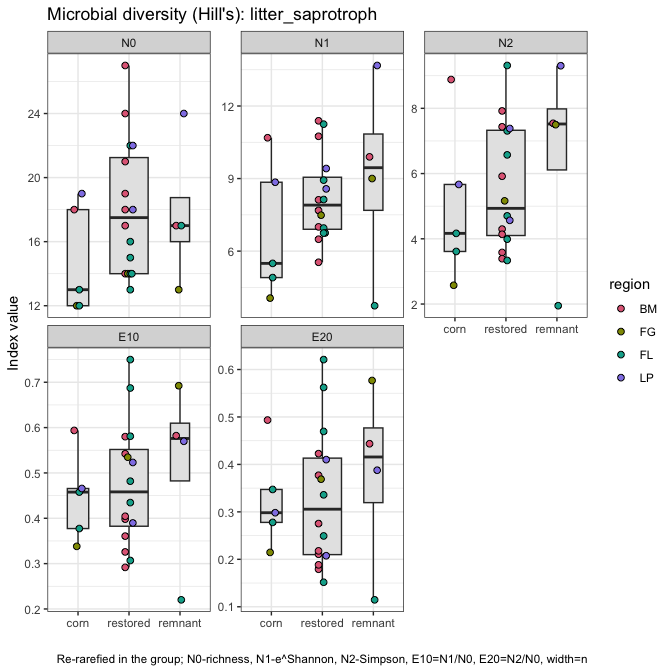 Microbial diversity (Hill's): litter_saprotroph
N0
N1
N2
24
20
16
12
12
9
6
8
6
4
2
corn
restored
remnant
Index value
region
BM
FG
FL
LP
E10
E20
0.7
0.6
0.5
0.4
0.3
0.2
0.6
0.5
0.4
0.3
0.2
0.1
corn
restored
remnant
corn
restored
remnant
Re-rarefied in the group; N0-richness, N1-e^Shannon, N2-Simpson, E10=N1/N0, E20=N2/N0, width=n